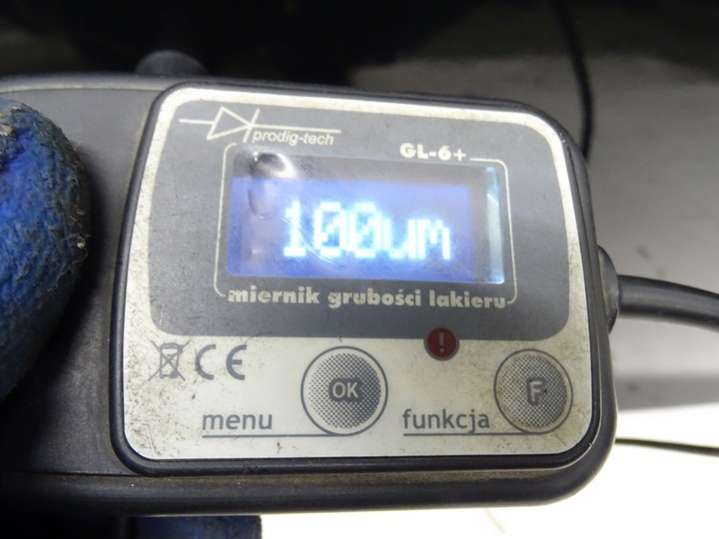 prodig-tech
GL-6+
100um
miernik grubości lakieru
CE
OK
F
menu
funkcja